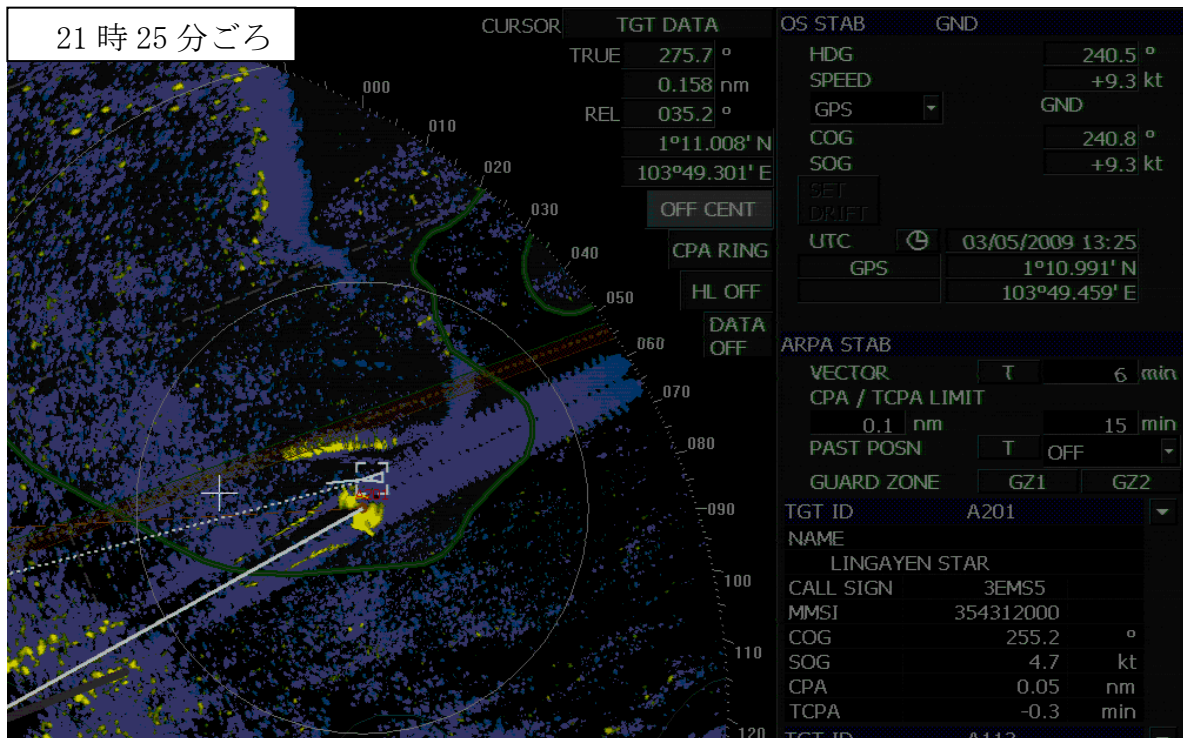 21時25分ごろ
CURSOR
TGT DATA
TRUE 275.7 °
0.158 nm
REL 035.2 °
1°11.008' N
103°49.301' E
OFF CENT
CPA RING
HL OFF
DATA
OFF
000
010
020
030
040
050
060
070
080
090
100
110
120
OS STAB GND
HDG 240.5 °
SPEED +9.3 kt
GPS GND
COG 240.8 °
SOG +9.3 kt
SET
DRIFT
UTC 03/05/2009 13:25
GPS 1°10.991' N
103°49.459' E
ARPA STAB
VECTOR T 6 min
CPA / TCPA LIMIT
0.1 nm 15 min
PAST POSN T OFF
GUARD ZONE GZ1 GZ2
TGT ID A201
NAME
LINGAYEN STAR
CALL SIGN 3EMS5
MMSI 354312000
COG 255.2 °
SOG 4.7 kt
CPA 0.05 nm
TCPA -0.3 min
TGT ID A112